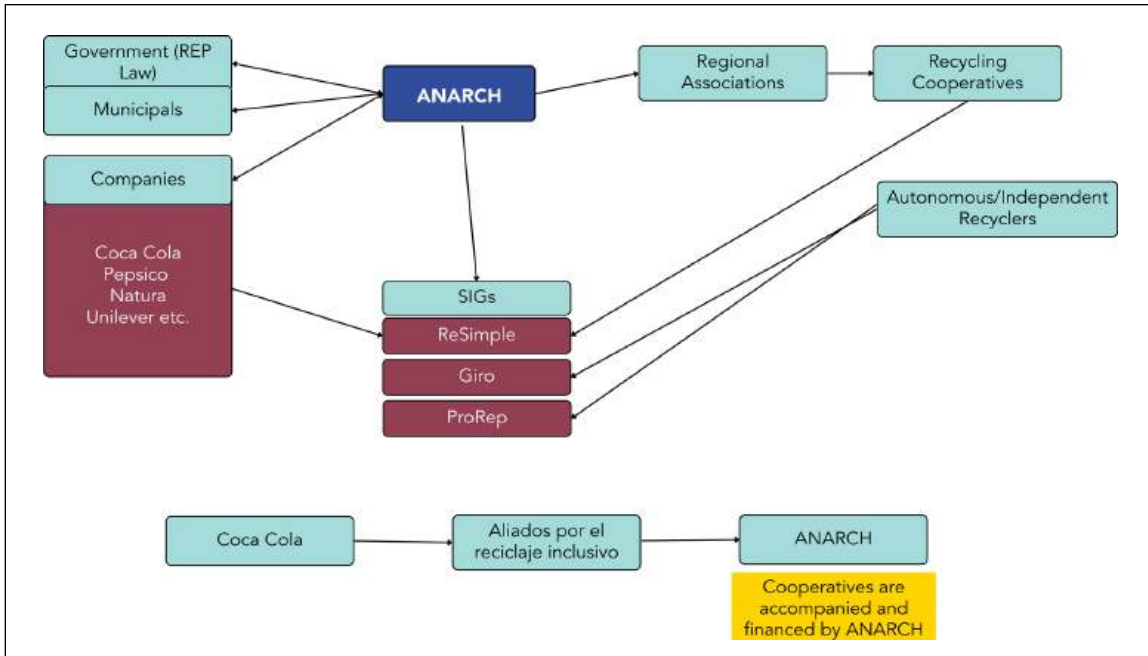 Government (REP
Law)
Municipals
ANARCH
Regional
Associations
Recycling
Cooperatives
Companies
Coca Cola
Pepsico
Natura
Unilever etc.
Autonomous/Independent
Recyclers
SIGs
ReSimple
Giro
ProRep
Coca Cola
Aliados por el
reciclaje inclusivo
ANARCH
Cooperatives are
accompanied and
financed by ANARCH